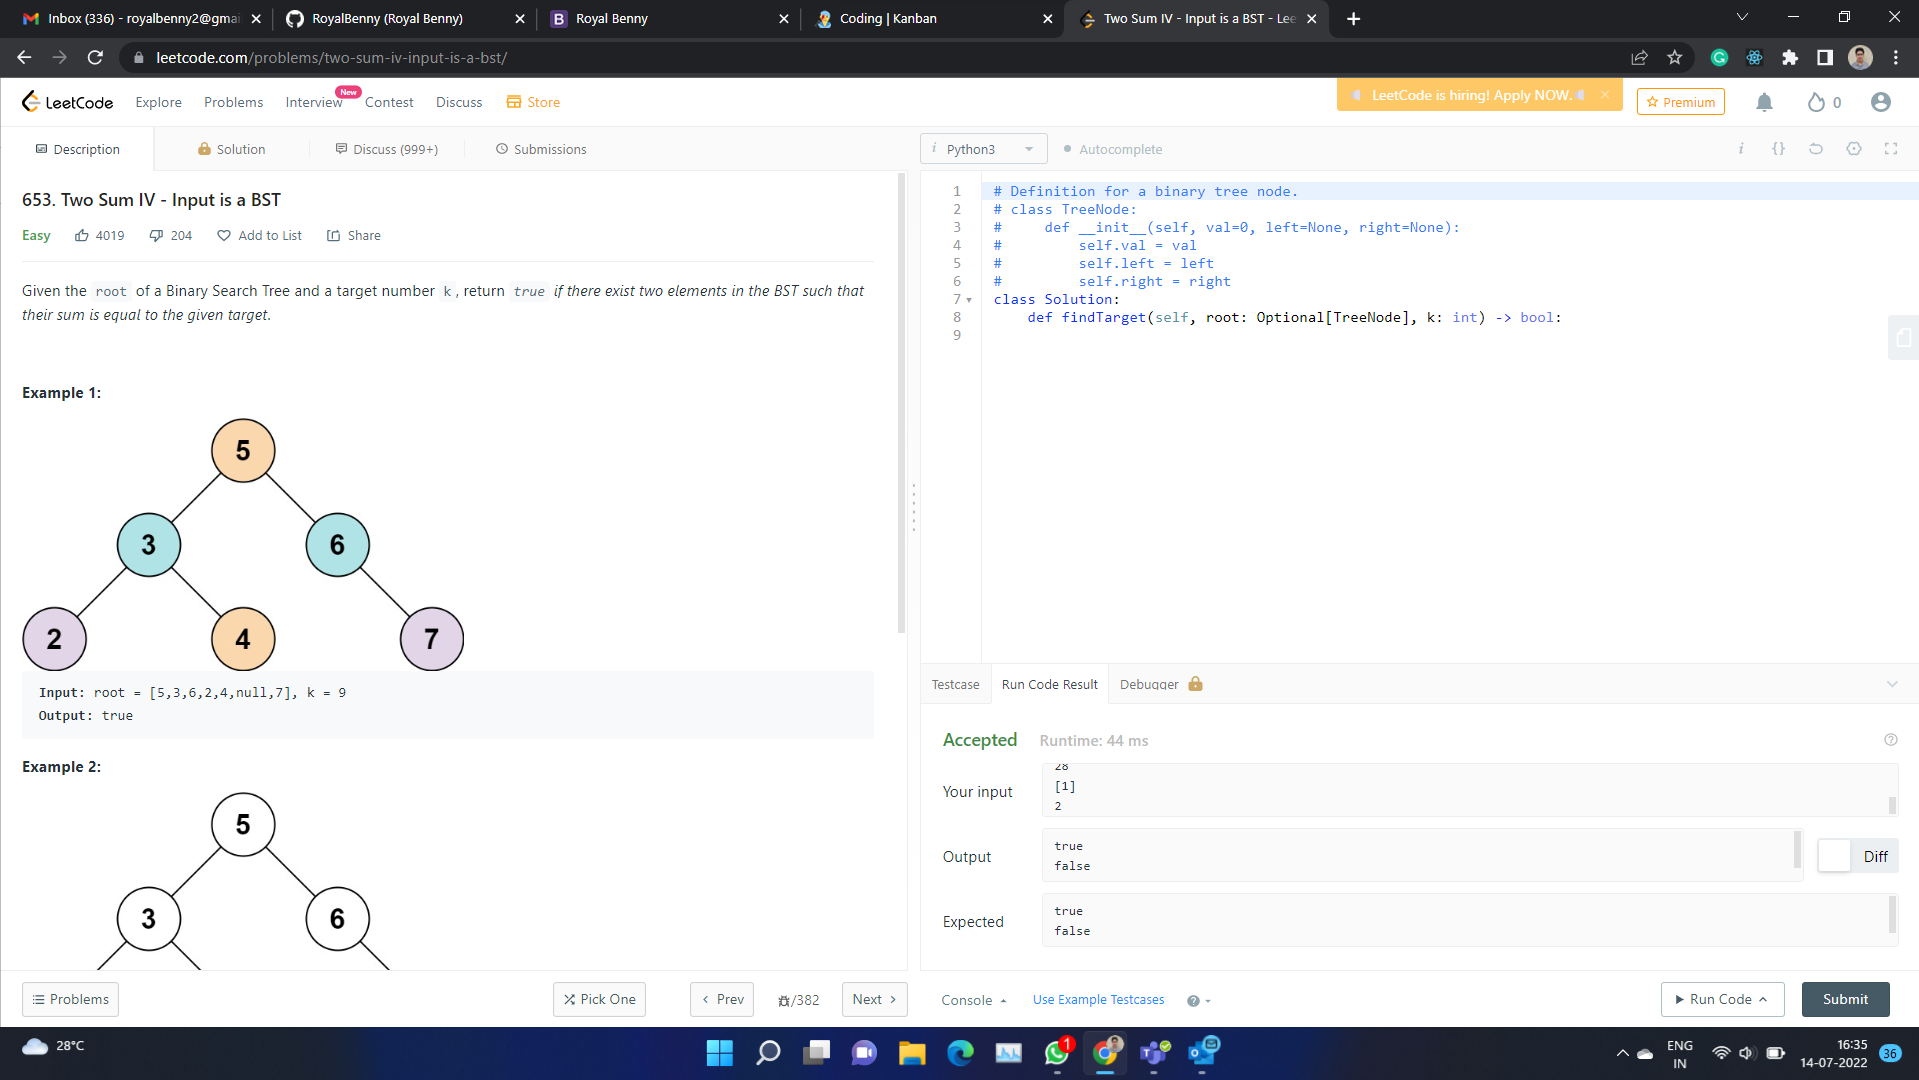 Inbox (336) - royalbenny2@gmai
RoyalBenny (Royal Benny)
B Royal Benny
Coding | Kanban
Two Sum IV - Input is a BST - Lee
leetcode.com/problems/two-sum-iv-input-is-a-bst/
LeetCode
Explore
Problems
Interview
New
Contest
Discuss
Store
LeetCode is hiring! Apply NOW.
Premium
0
Description
Solution
Discuss (999+)
Submissions
i Python3
Autocomplete
i
{}
653. Two Sum IV - Input is a BST
Easy
4019
204
Add to List
Share
Given the root of a Binary Search Tree and a target number k, return true if there exist two elements in the BST such that
their sum is equal to the given target.
Example 1:
5
3
6
2
4
7
Input: root = [5,3,6,2,4,null,7], k = 9
Output: true
Example 2:
5
3
6
1 # Definition for a binary tree node.
2 # class TreeNode:
3 #     def __init__(self, val=0, left=None, right=None):
4 #         self.val = val
5 #         self.left = left
6 #         self.right = right
7 class Solution:
8     def findTarget(self, root: Optional[TreeNode], k: int) -> bool:
9
Testcase
Run Code Result
Debugger
Accepted
Runtime: 44 ms
Your input
28
[1]
2
Output
true
false
Diff
Expected
true
false
Problems
Pick One
Prev
/382
Next
Console
Use Example Testcases
Run Code
Submit
28°C
1
ENG
IN
16:35
14-07-2022
36